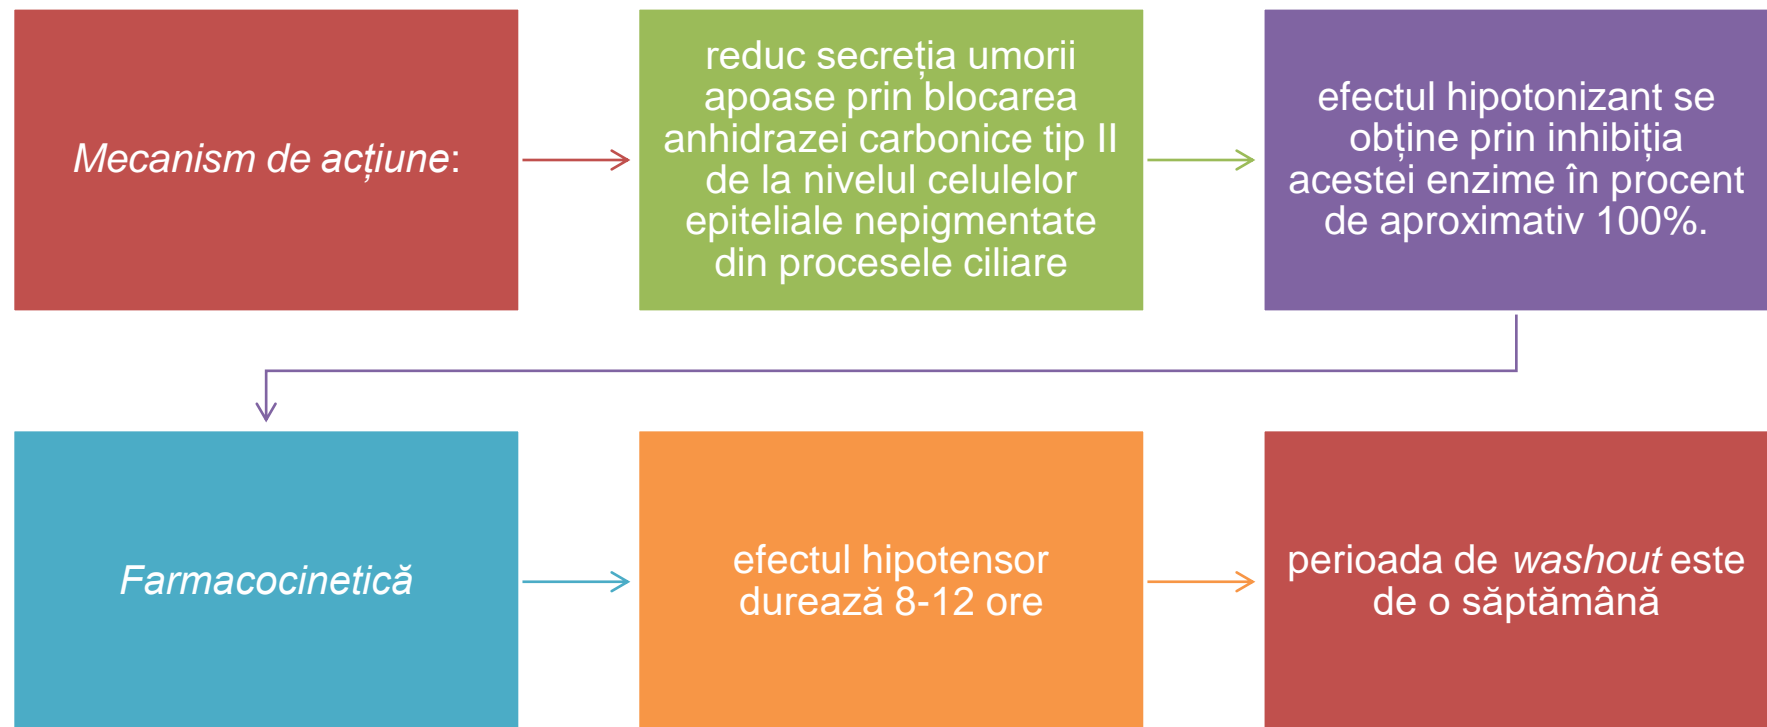 Mecanism de acțiune:
reduc secreția umorii
apoase prin blocarea
anhidrazei carbonice tip II
de la nivelul celulelor
epiteliale nepigmentate
din procesele ciliare
efectul hipotonizant se
obține prin inhibiția
acestei enzime în procent
de aproximativ 100%.
Farmacocinetică
efectul hipotensor
durează 8-12 ore
perioada de washout este
de o săptămână